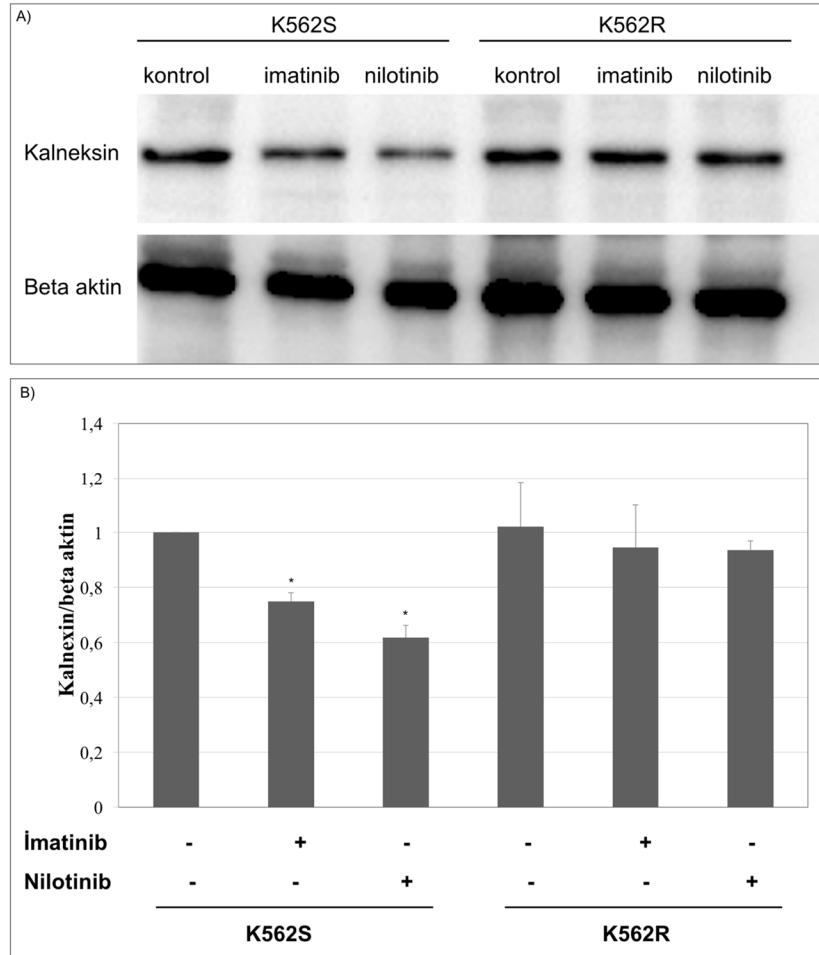 A)
K562S K562R
kontrol imatinib nilotinib kontrol imatinib nilotinib
Kalneksin
Beta aktin
B)
1,4
1,2
1
0,8
0,6
0,4
0,2
0
Kalnexin/beta aktin
* *
İmatinib - + - - + -
Nilotinib - - + - - +
K562S K562R